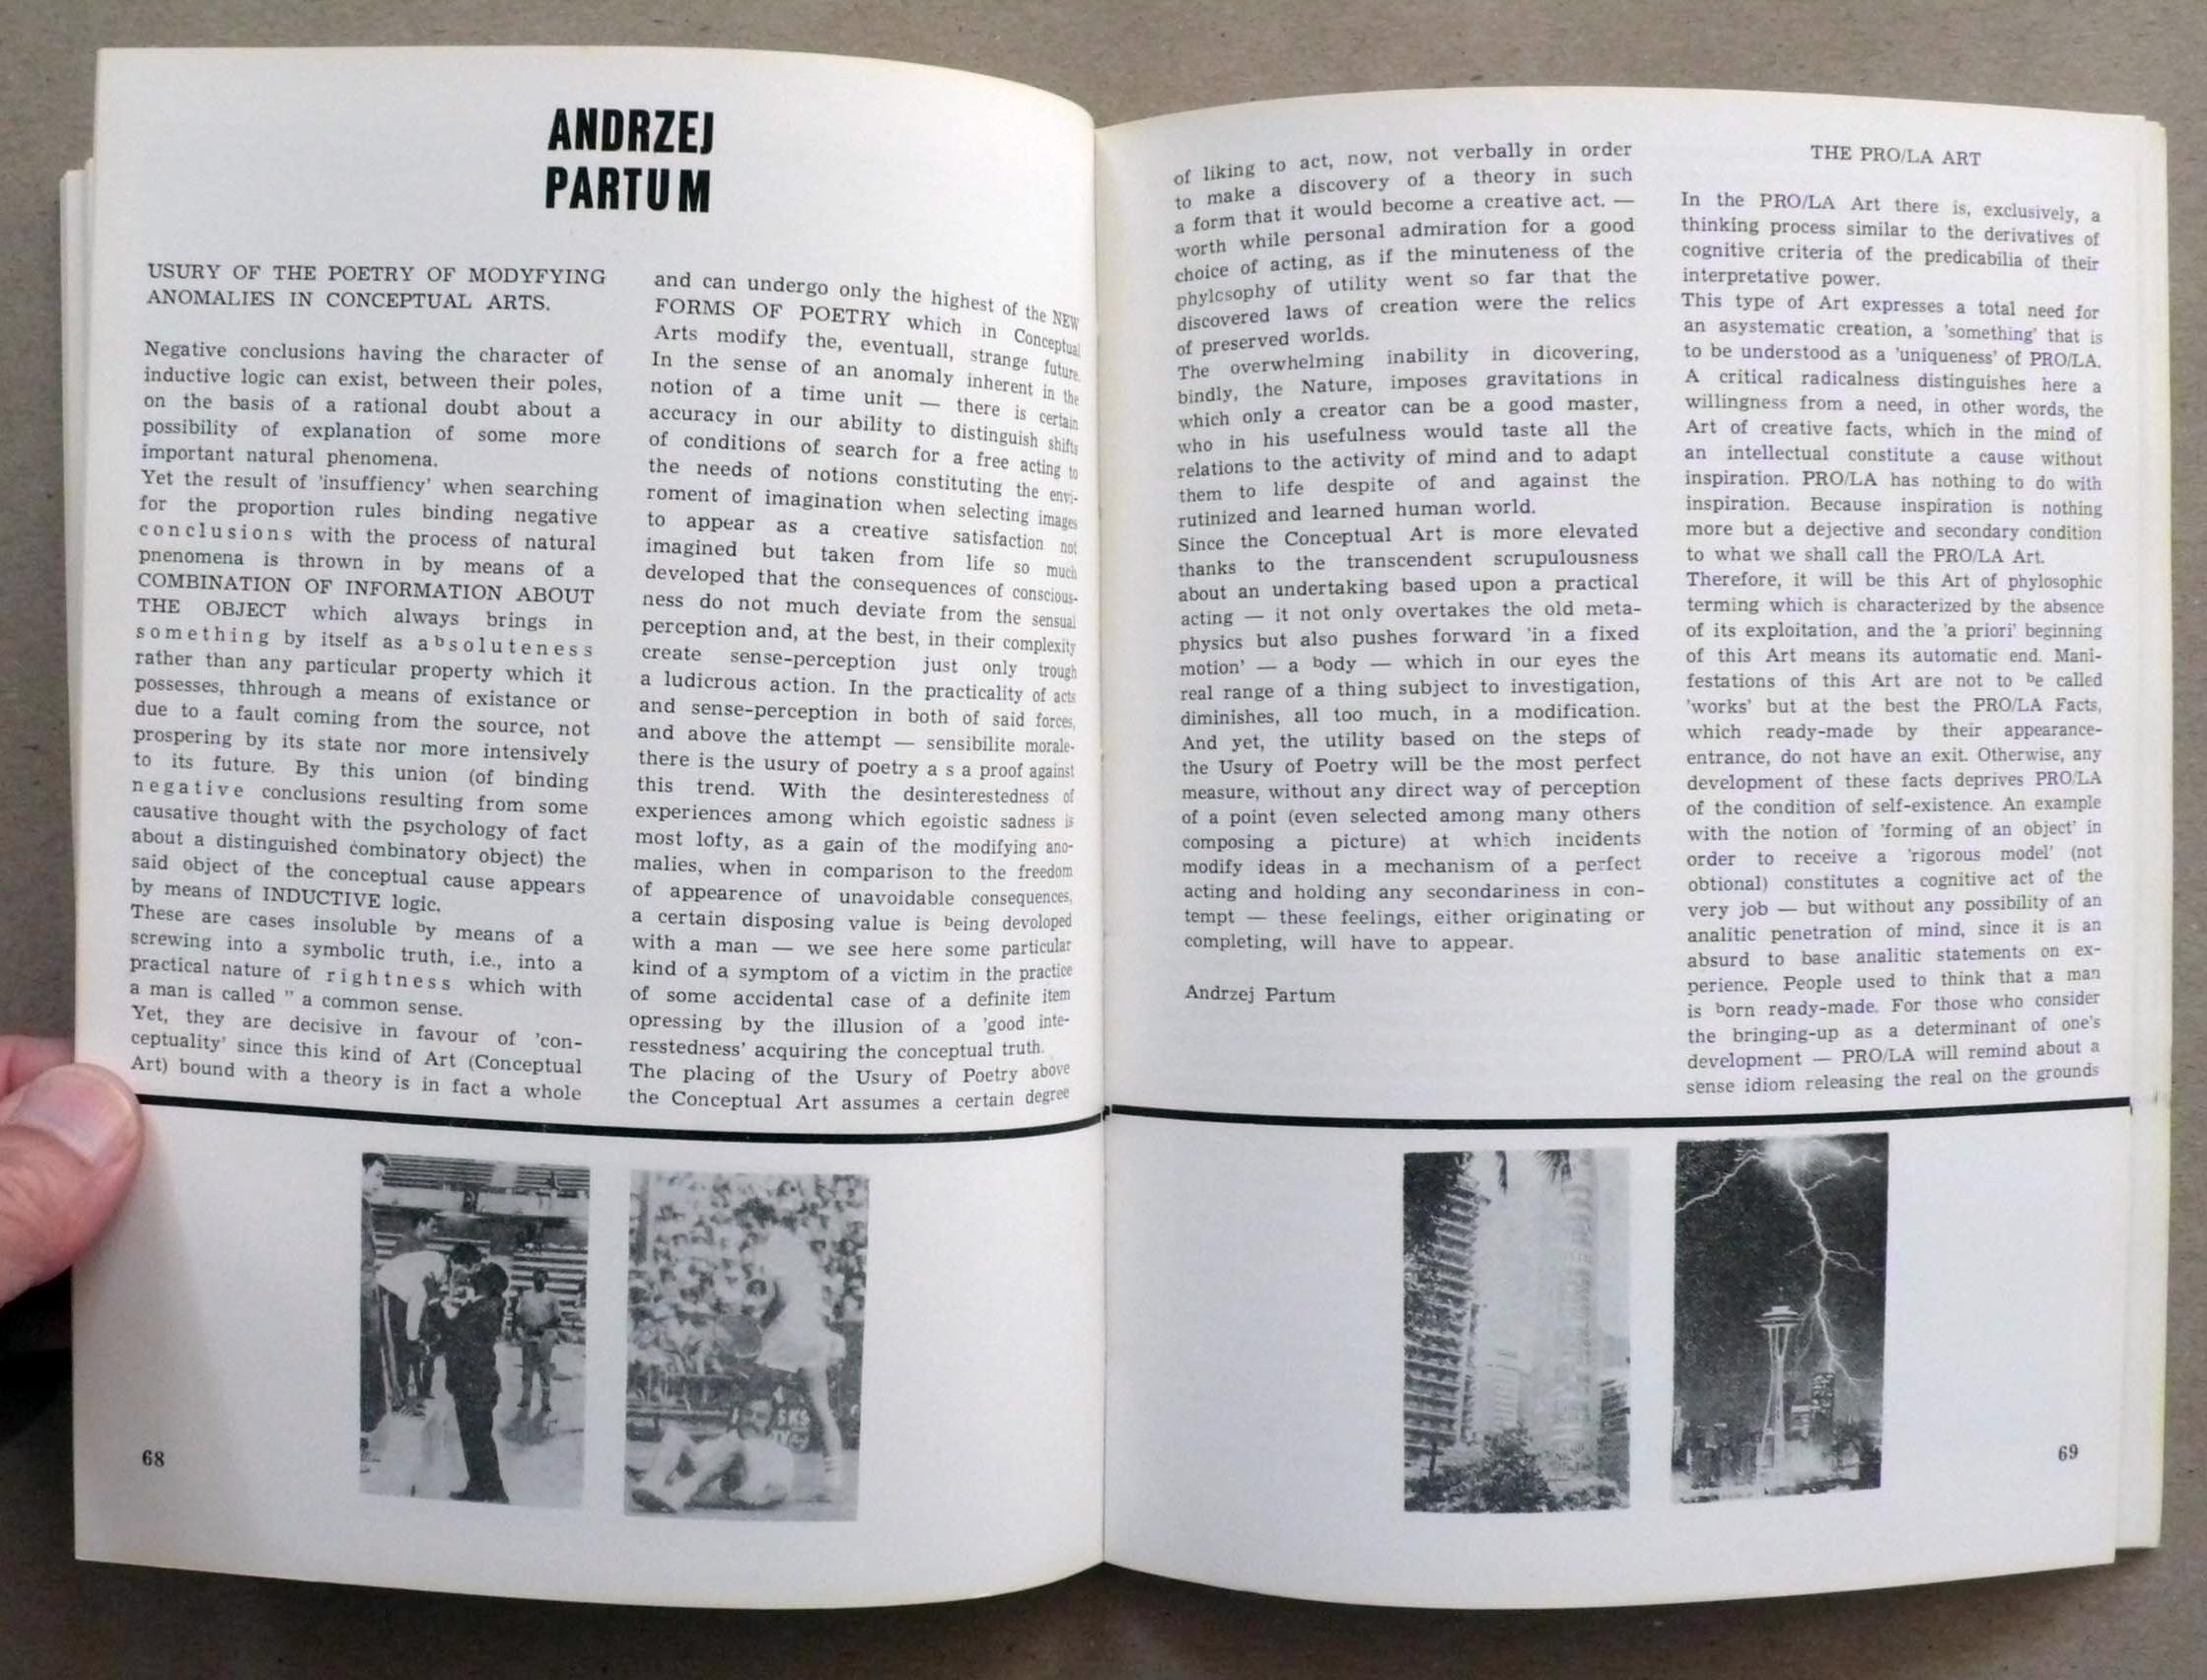 ANDRZEJ
PARTUM
USURY OF THE POETRY OF MODYFYING
ANOMALIES IN CONCEPTUAL ARTS.
Negative conclusions having the character of
inductive logic can exist, between their poles,
on the basis of a rational doubt about a
possibility of explanation of some more
important natural phenomena.
Yet the result of 'insuffiency' when searching
for the proportion rules binding negative
conclusions with the process of natural
pnenomena is thrown in by means of a
COMBINATION OF INFORMATION ABOUT
THE OBJECT which always brings in
something by itself as absoluteness
rather than any particular property which it
possesses, thhrough a means of existance or
due to a fault coming from the source, not
prospering by its state nor more intensively
to its future. By this union (of binding
negative conclusions resulting from some
causative thought with the psychology of fact
about a distinguished combinatory object) the
said object of the conceptual cause appears
by means of INDUCTIVE logic.
These are cases insoluble by means of a
screwing into a symbolic truth, i.e., into a
practical nature of rightness which with
a man is called " a common sense.
Yet, they are decisive in favour of 'con-
ceptuality' since this kind of Art (Conceptual
Art) bound with a theory is in fact a whole
and can undergo only the highest of the NEW
FORMS OF POETRY which in Conceptual
Arts modify the, eventuall, strange future.
In the sense of an anomaly inherent in the
notion of a time unit — there is certain
accuracy in our ability to distinguish shifts
of conditions of search for a free acting to
the needs of notions constituting the envi-
roment of imagination when selecting images
to appear as a creative satisfaction not
imagined but taken from life so much
developed that the consequences of conscious-
ness do not much deviate from the sensual
perception and, at the best, in their complexity
create sense-perception just only trough
a ludicrous action. In the practicality of acts
and sense-perception in both of said forces,
and above the attempt — sensibilite morale-
there is the usury of poetry a s a proof against
this trend. With the desinterestedness of
experiences among which egoistic sadness is
most lofty, as a gain of the modifying ano-
malies, when in comparison to the freedom
of appearence of unavoidable consequences,
a certain disposing value is being devoloped
with a man — we see here some particular
kind of a symptom of a victim in the practice
of some accidental case of a definite item
opressing by the illusion of a 'good inte-
resstedness' acquiring the conceptual truth.
The placing of the Usury of Poetry above
the Conceptual Art assumes a certain degree
68
of liking to act, now, not verbally in order
to make a discovery of a theory in such
a form that it would become a creative act. —
worth while personal admiration for a good
choice of acting, as if the minuteness of the
phylcsophy of utility went so far that the
discovered laws of creation were the relics
of preserved worlds.
The overwhelming inability in dicovering,
bindly, the Nature, imposes gravitations in
which only a creator can be a good master,
who in his usefulness would taste all the
relations to the activity of mind and to adapt
them to life despite of and against the
rutinized and learned human world.
Since the Conceptual Art is more elevated
thanks to the transcendent scrupulousness
about an undertaking based upon a practical
acting — it not only overtakes the old meta-
physics but also pushes forward 'in a fixed
motion' — a body — which in our eyes the
real range of a thing subject to investigation,
diminishes, all too much, in a modification.
And yet, the utility based on the steps of
the Usury of Poetry will be the most perfect
measure, without any direct way of perception
of a point (even selected among many others
composing a picture) at which incidents
modify ideas in a mechanism of a perfect
acting and holding any secondariness in con-
tempt — these feelings, either originating or
completing, will have to appear.
Andrzej Partum
THE PRO/LA ART
In the PRO/LA Art there is, exclusively, a
thinking process similar to the derivatives of
cognitive criteria of the predicabilia of their
interpretative power.
This type of Art expresses a total need for
an asystematic creation, a 'something' that is
to be understood as a 'uniqueness' of PRO/LA.
A critical radicalness distinguishes here a
willingness from a need, in other words, the
Art of creative facts, which in the mind of
an intellectual constitute a cause without
inspiration. PRO/LA has nothing to do with
inspiration. Because inspiration is nothing
more but a dejective and secondary condition
to what we shall call the PRO/LA Art.
Therefore, it will be this Art of phylosophic
terming which is characterized by the absence
of its exploitation, and the 'a priori' beginning
of this Art means its automatic end. Mani-
festations of this Art are not to be called
'works' but at the best the PRO/LA Facts,
which ready-made by their appearance-
entrance, do not have an exit. Otherwise, any
development of these facts deprives PRO/LA
of the condition of self-existence. An example
with the notion of 'forming of an object' in
order to receive a 'rigorous model' (not
obtional) constitutes a cognitive act of the
very job — but without any possibility of an
analitic penetration of mind, since it is an
absurd to base analitic statements on ex-
perience. People used to think that a man
is born ready-made. For those who consider
the bringing-up as a determinant of one's
development — PRO/LA will remind about a
sense idiom releasing the real on the grounds
69